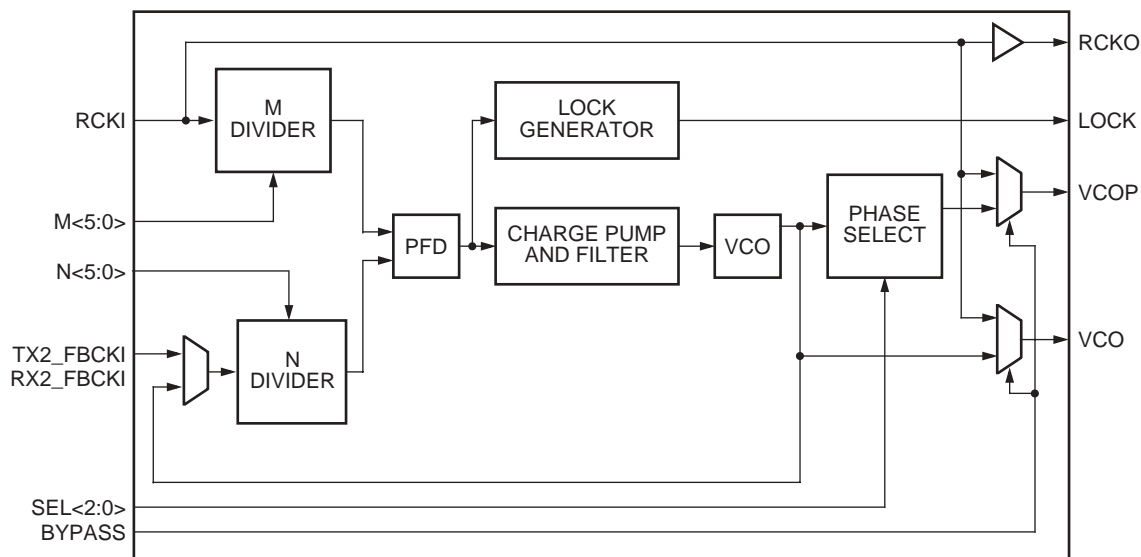 RCKO
RCKI
M
DIVIDER
LOCK
GENERATOR
LOCK
M<5:0>
N<5:0>
PFD
CHARGE PUMP
AND FILTER
VCO
PHASE
SELECT
VCOP
TX2_FBCKI
RX2_FBCKI
N
DIVIDER
VCO
SEL<2:0>
BYPASS